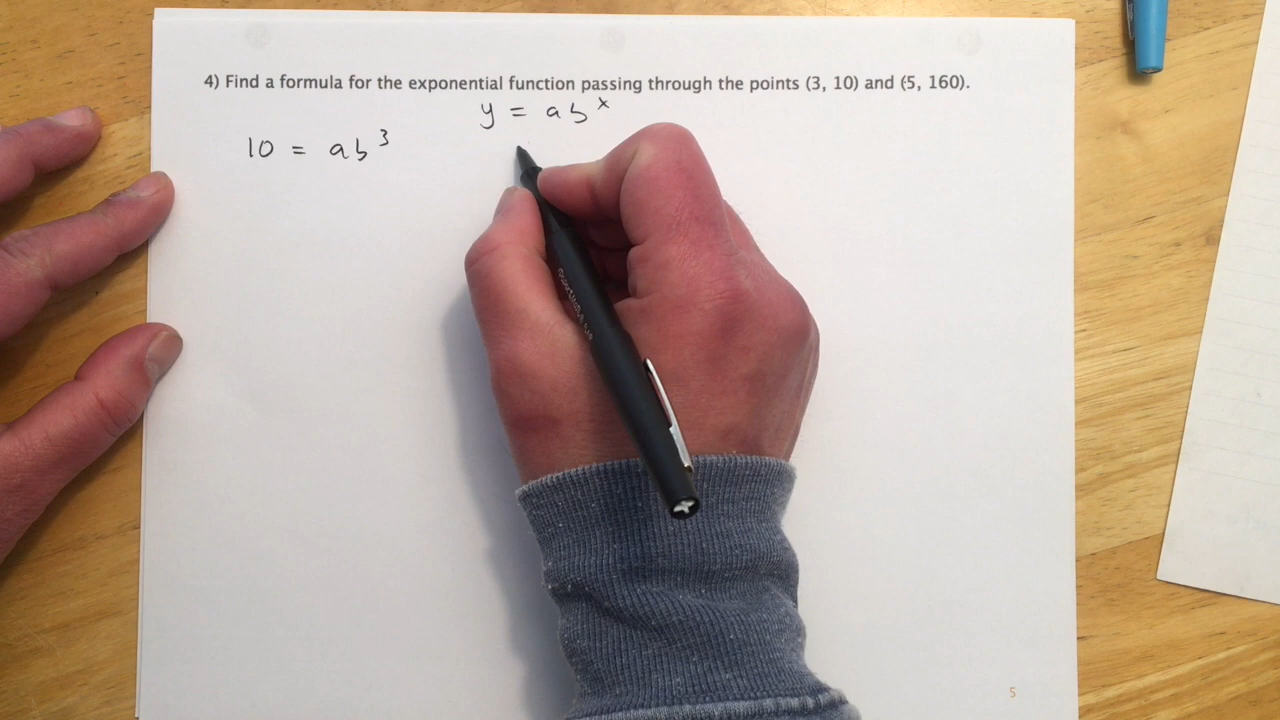 4) Find a formula for the exponential function passing through the points (3, 10) and (5, 160).
y = ab^x
10 = ab^3
5